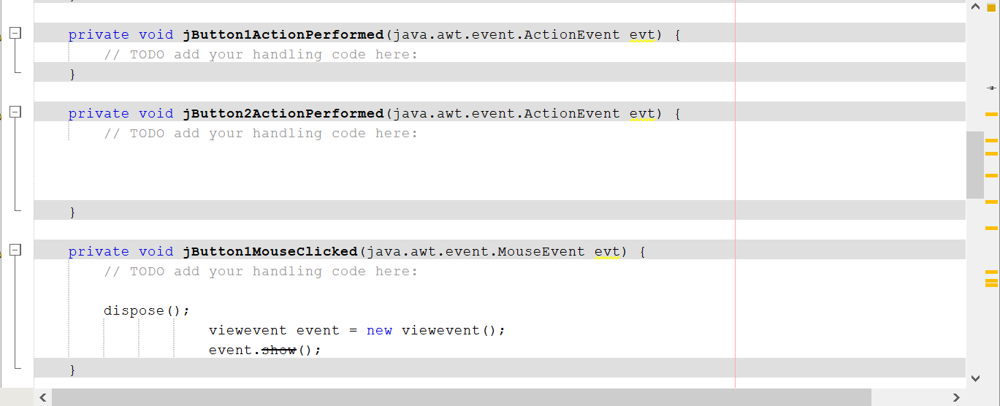 private void jButton1ActionPerformed(java.awt.event.ActionEvent evt) {
// TODO add your handling code here:
}
private void jButton2ActionPerformed(java.awt.event.ActionEvent evt) {
// TODO add your handling code here:
}
private void jButton1MouseClicked(java.awt.event.MouseEvent evt) {
// TODO add your handling code here:
dispose();
viewevent event = new viewevent();
event.show();
}